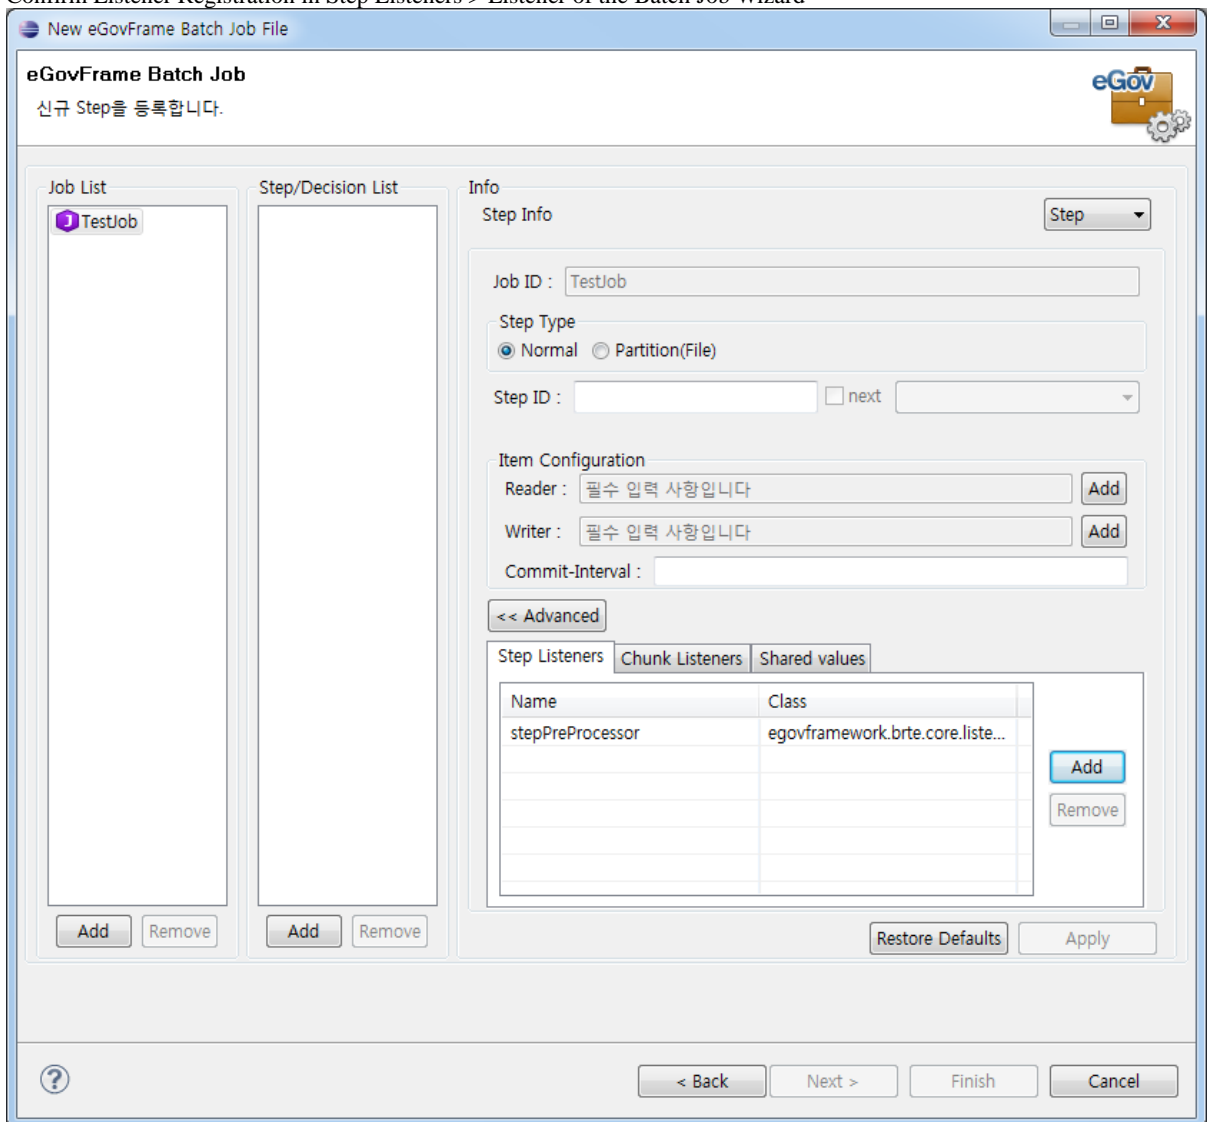 Confirm Listener Registration in Step Listeners > Listener of the Batch Job Wizard
New eGovFrame Batch Job File
eGovFrame Batch Job
eGov
신규 Step을 등록합니다.
Job List
Step/Decision List
Info
TestJob
Step Info
Step
Job ID :
TestJob
Step Type
Normal
Partition(File)
Step ID :
next
Item Configuration
Reader :
필수 입력 사항입니다
Add
Writer :
필수 입력 사항입니다
Add
Commit-Interval :
<< Advanced
Step Listeners
Chunk Listeners
Shared values
Name
Class
stepPreProcessor
egovframework.brte.core.liste...
Add
Remove
Add
Remove
Add
Remove
Restore Defaults
Apply
?
< Back
Next >
Finish
Cancel